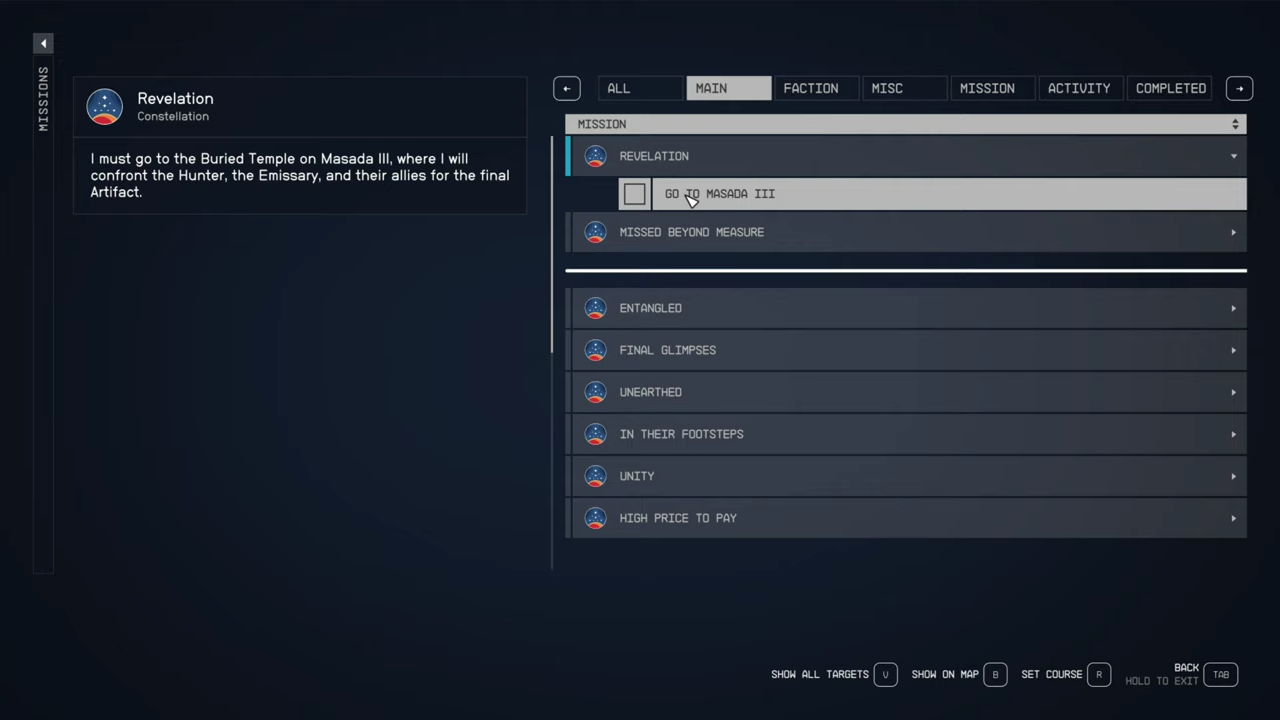 MISSIONS
Revelation
Constellation
I must go to the Buried Temple on Masada III, where I will
confront the Hunter, the Emissary, and their allies for the final
Artifact.
ALL MAIN FACTION MISC MISSION ACTIVITY COMPLETED
MISSION
REVELATION
GO TO MASADA III
MISSED BEYOND MEASURE
ENTANGLED
FINAL GLIMPSES
UNEARTHED
IN THEIR FOOTSTEPS
UNITY
HIGH PRICE TO PAY
SHOW ALL TARGETS V SHOW ON MAP B SET COURSE R BACK TAB
HOLD TO EXIT